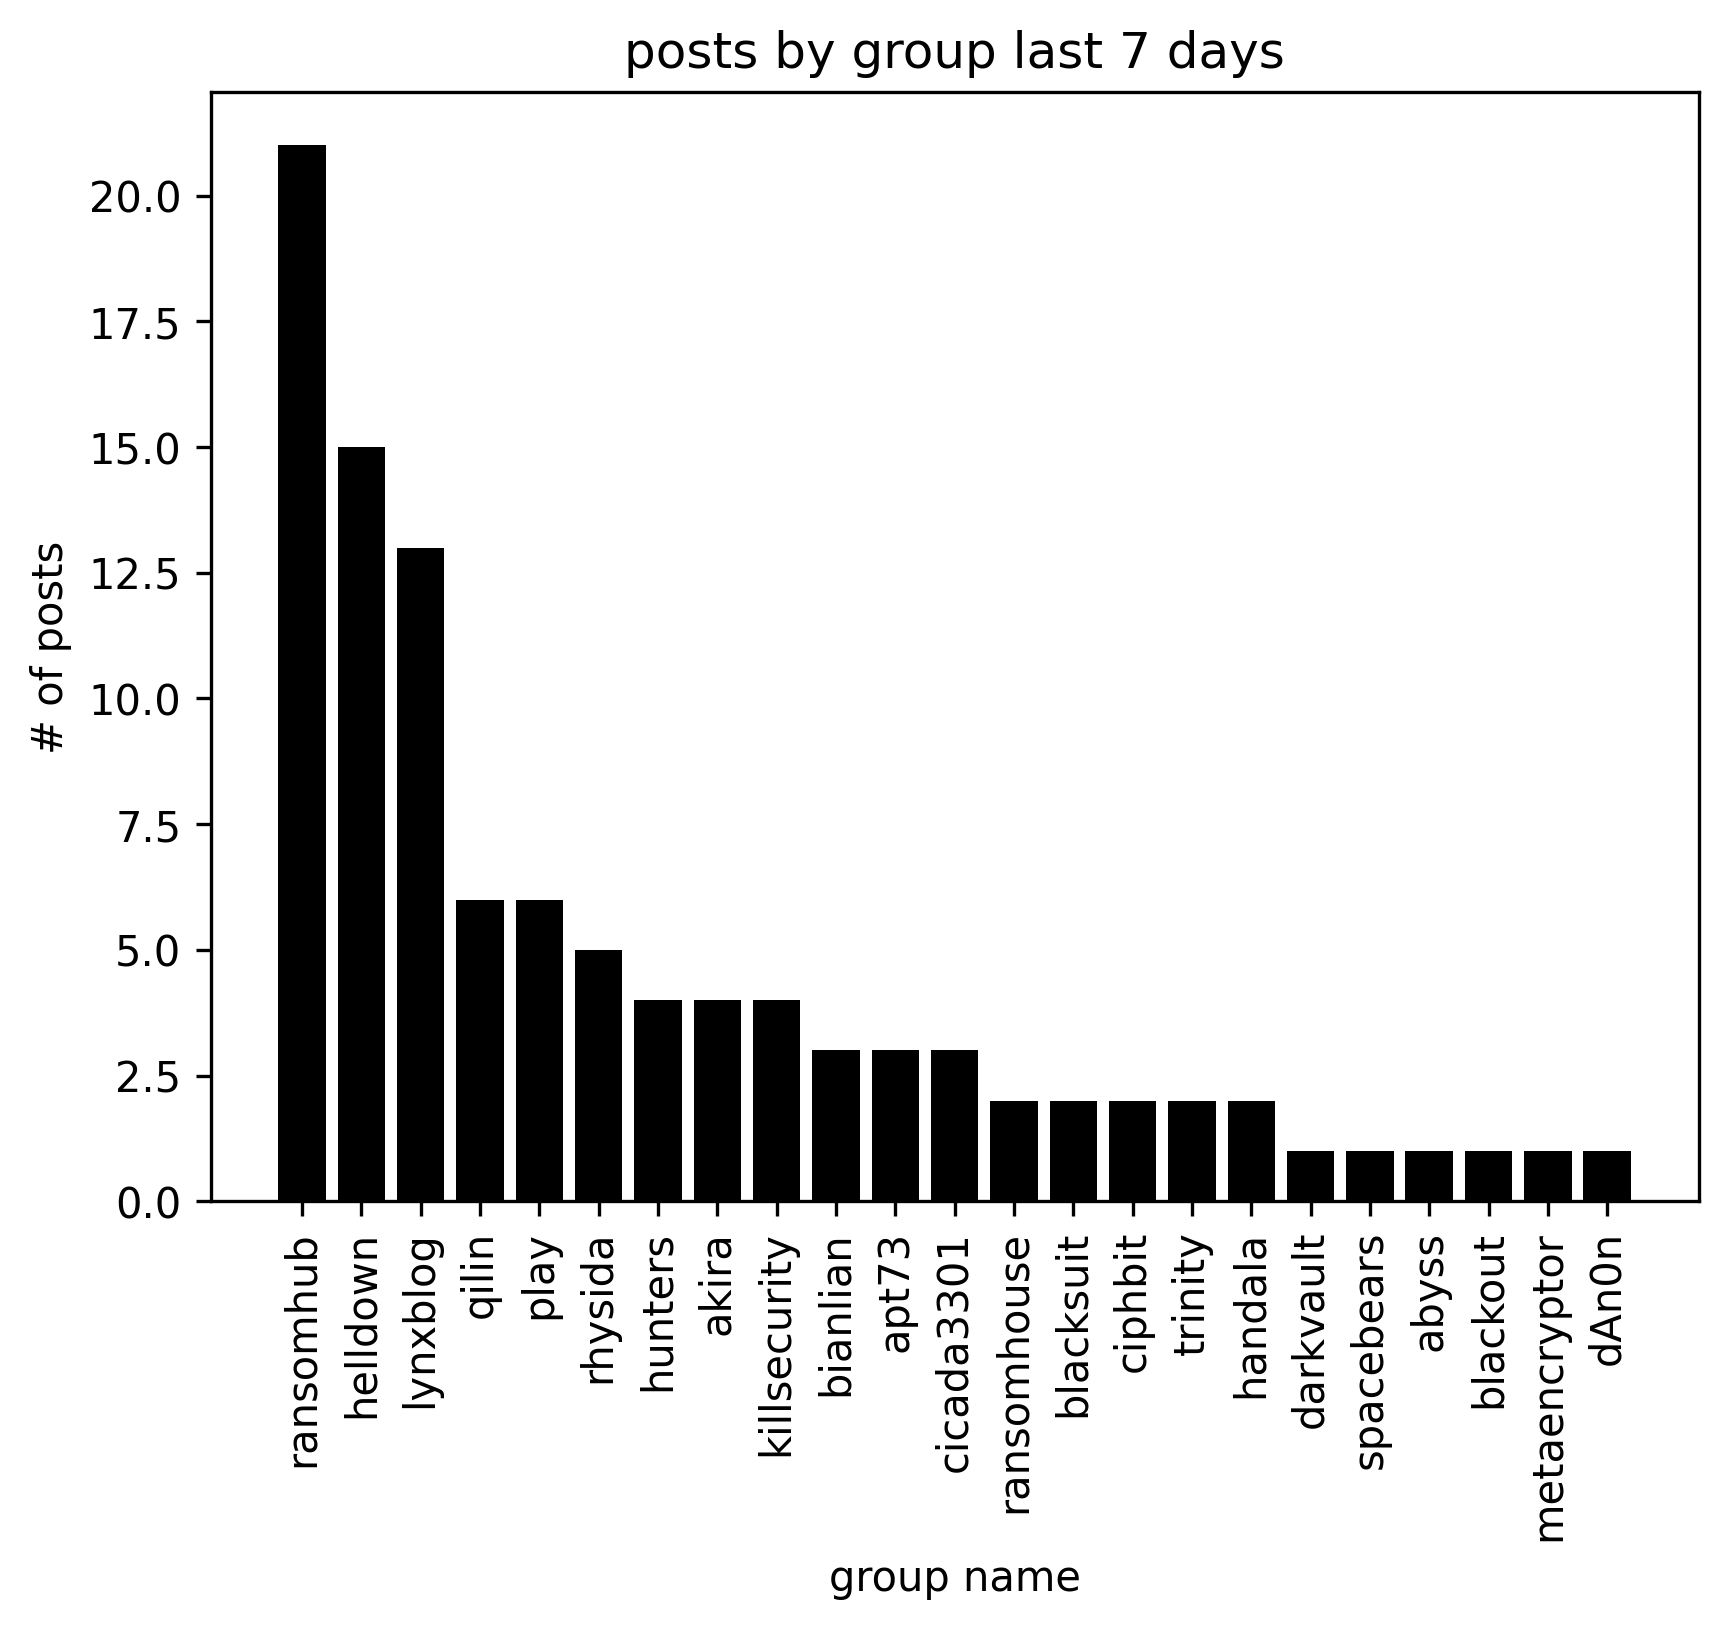 posts by group last 7 days
# of posts
20.0
17.5
15.0
12.5
10.0
7.5
5.0
2.5
0.0
ransomhub
helldown
lynxblog
qilin
play
rhysida
hunters
akira
killsecurity
bianlian
apt73
cicada3301
ransomhouse
blacksuit
ciphbit
trinity
handala
darkvault
spacebears
abyss
blackout
metaencryptor
dAn0n
group name